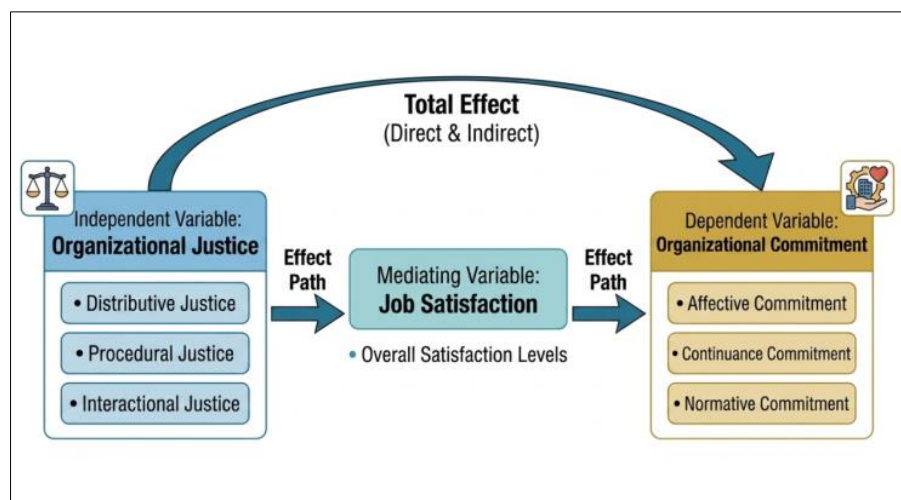 Total Effect
(Direct & Indirect)
Independent Variable:
Organizational Justice
• Distributive Justice
• Procedural Justice
• Interactional Justice
Effect
Path
Mediating Variable:
Job Satisfaction
• Overall Satisfaction Levels
Effect
Path
Dependent Variable:
Organizational Commitment
• Affective Commitment
• Continuance Commitment
• Normative Commitment